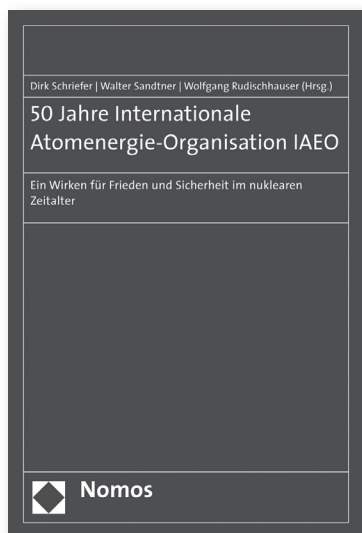 Dirk Schriefer | Walter Sandtner | Wolfgang Rudischhauser (Hrsg.)
50 Jahre Internationale
Atomenergie-Organisation IAEO
Ein Wirken für Frieden und Sicherheit im nuklearen
Zeitalter
Nomos